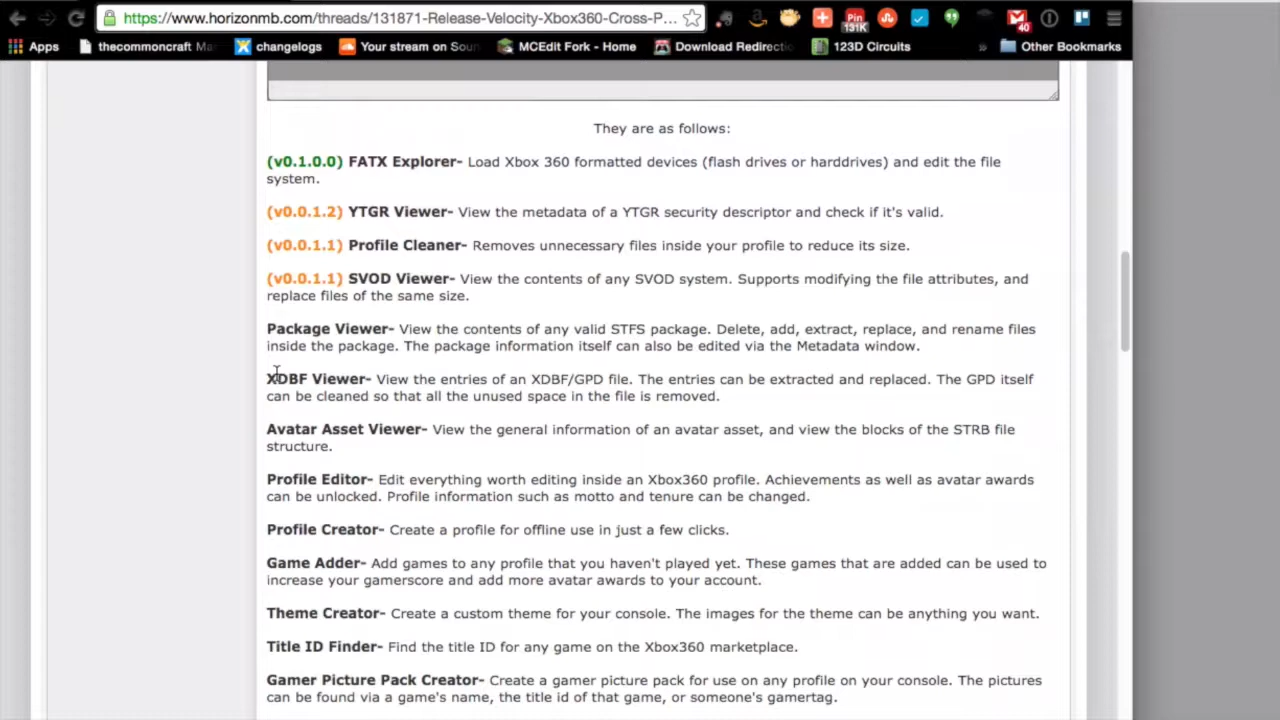 https://www.horizonmb.com/threads/131871-Release-Velocity-Xbox360-Cross-P...
Pin
131K
40
Apps
thecommoncraft Ma
changelogs
Your stream on Soun
MCEdit Fork - Home
Download Redirectio
123D Circuits
»
Other Bookmarks
They are as follows:
(v0.1.0.0) FATX Explorer- Load Xbox 360 formatted devices (flash drives or harddrives) and edit the file
system.
(v0.0.1.2) YTGR Viewer- View the metadata of a YTGR security descriptor and check if it's valid.
(v0.0.1.1) Profile Cleaner- Removes unnecessary files inside your profile to reduce its size.
(v0.0.1.1) SVOD Viewer- View the contents of any SVOD system. Supports modifying the file attributes, and
replace files of the same size.
Package Viewer- View the contents of any valid STFS package. Delete, add, extract, replace, and rename files
inside the package. The package information itself can also be edited via the Metadata window.
XDBF Viewer- View the entries of an XDBF/GPD file. The entries can be extracted and replaced. The GPD itself
can be cleaned so that all the unused space in the file is removed.
Avatar Asset Viewer- View the general information of an avatar asset, and view the blocks of the STRB file
structure.
Profile Editor- Edit everything worth editing inside an Xbox360 profile. Achievements as well as avatar awards
can be unlocked. Profile information such as motto and tenure can be changed.
Profile Creator- Create a profile for offline use in just a few clicks.
Game Adder- Add games to any profile that you haven't played yet. These games that are added can be used to
increase your gamerscore and add more avatar awards to your account.
Theme Creator- Create a custom theme for your console. The images for the theme can be anything you want.
Title ID Finder- Find the title ID for any game on the Xbox360 marketplace.
Gamer Picture Pack Creator- Create a gamer picture pack for use on any profile on your console. The pictures
can be found via a game's name, the title id of that game, or someone's gamertag.